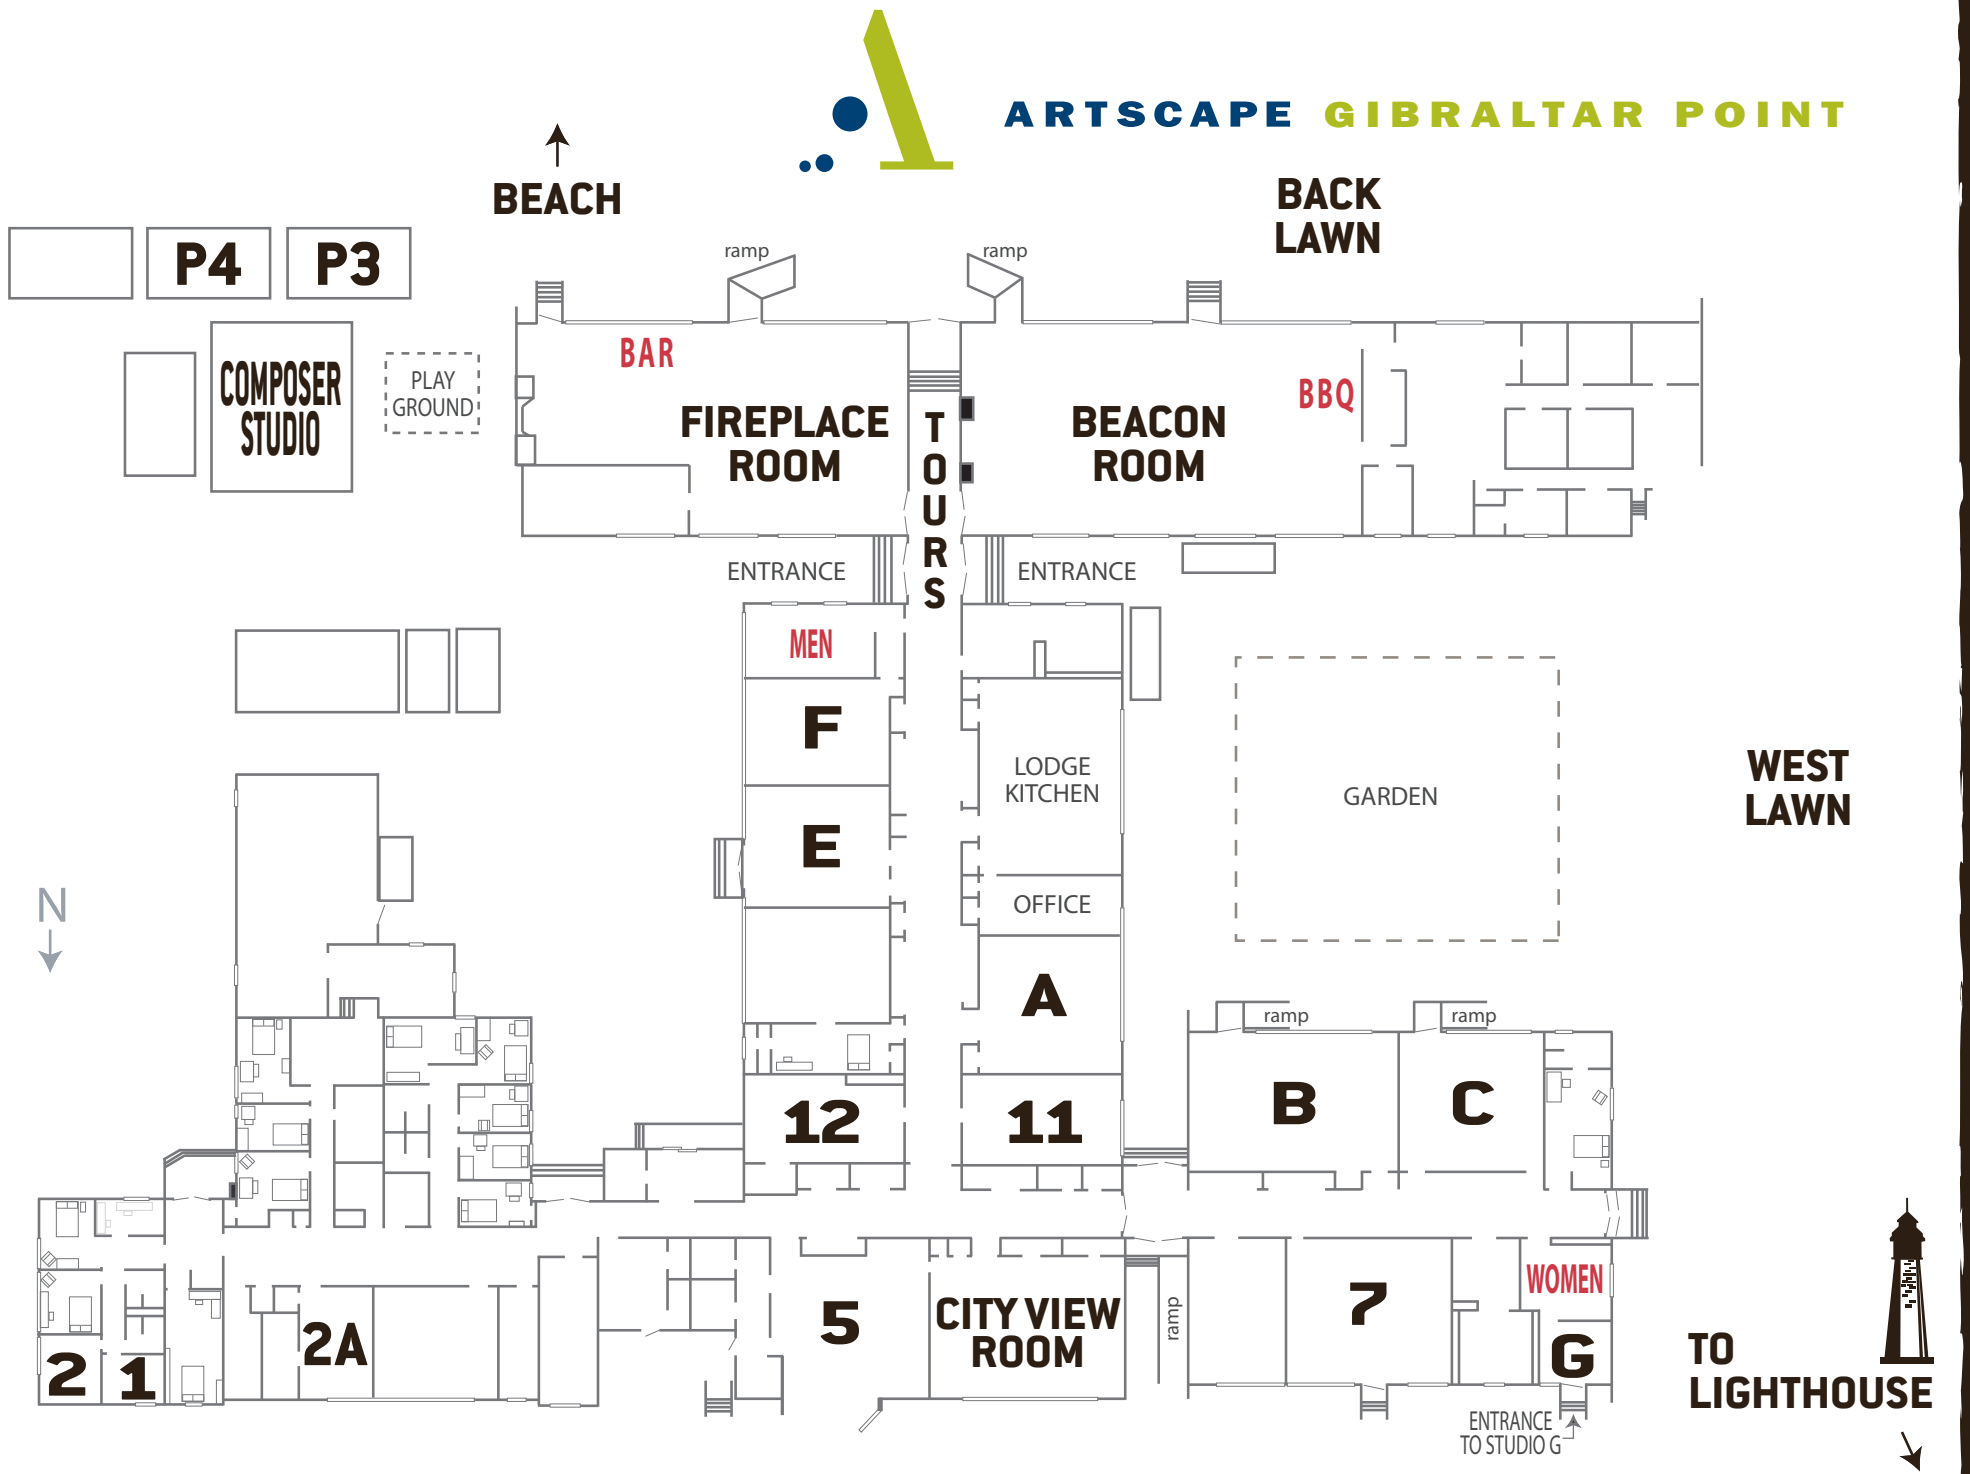 ARTSCAPE GIBRALTAR POINT
BEACH
BACK
LAWN
P4
P3
ramp
ramp
COMPOSER
STUDIO
PLAY
GROUND
BAR
FIREPLACE
ROOM
TOURS
BEACON
ROOM
BBQ
ENTRANCE
ENTRANCE
MEN
F
LODGE
KITCHEN
GARDEN
WEST
LAWN
E
N
OFFICE
A
ramp
ramp
12
11
B
C
2
1
2A
5
CITY VIEW
ROOM
ramp
7
WOMEN
G
TO
LIGHTHOUSE
ENTRANCE
TO STUDIO G